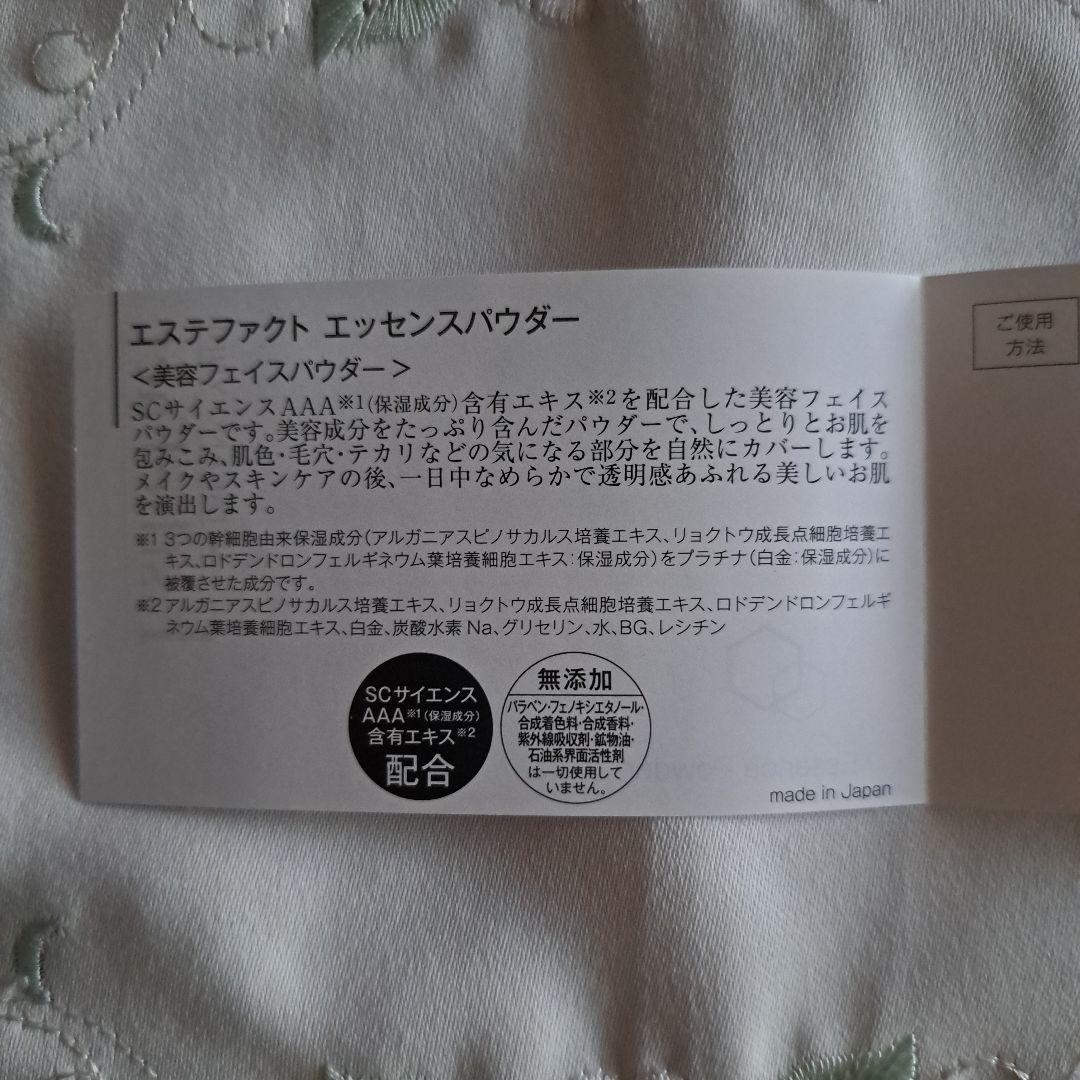 エステファクト エッセンスパウダー
<美容フェイスパウダー>
SCサイエンスAAA※1(保湿成分)含有エキス※2を配合した美容フェイス
パウダーです。美容成分をたっぷり含んだパウダーで、しっとりとお肌を
包みこみ、肌色・毛穴・テカリなどの気になる部分を自然にカバーします。
メイクやスキンケアの後、一日中なめらかで透明感あふれる美しいお肌
を演出します。
※1 3つの幹細胞由来保湿成分(アルガニアスピノサカルス培養エキス、リョクトウ成長点細胞培養エ
キス、ロドデンドロンフェルギネウム葉培養細胞エキス:保湿成分)をプラチナ(白金:保湿成分)に
被覆させた成分です。
※2 アルガニアスピノサカルス培養エキス、リョクトウ成長点細胞培養エキス、ロドデンドロンフェルギ
ネウム葉培養細胞エキス、白金、炭酸水素Na、グリセリン、水、BG、レシチン
SCサイエンス
AAA※1(保湿成分)
含有エキス※2
配合
無添加
パラベン・フェノキシエタノール・
合成着色料・合成香料・
紫外線吸収剤・鉱物油・
石油系界面活性剤
は一切使用して
いません。
made in Japan
ご使用
方法